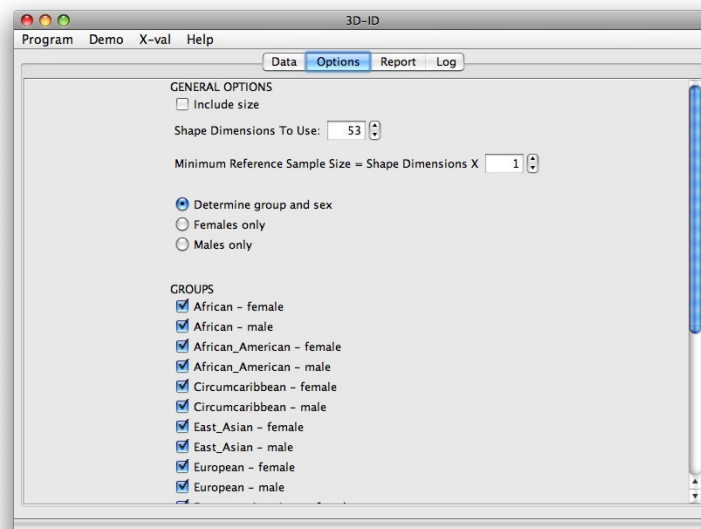 3D-ID
Program Demo X-val Help
Data Options Report Log
GENERAL OPTIONS
Include size
Shape Dimensions To Use: 53
Minimum Reference Sample Size = Shape Dimensions X 1
Determine group and sex
Females only
Males only
GROUPS
African - female
African - male
African_American - female
African_American - male
Circumcaribbean - female
Circumcaribbean - male
East_Asian - female
East_Asian - male
European - female
European - male